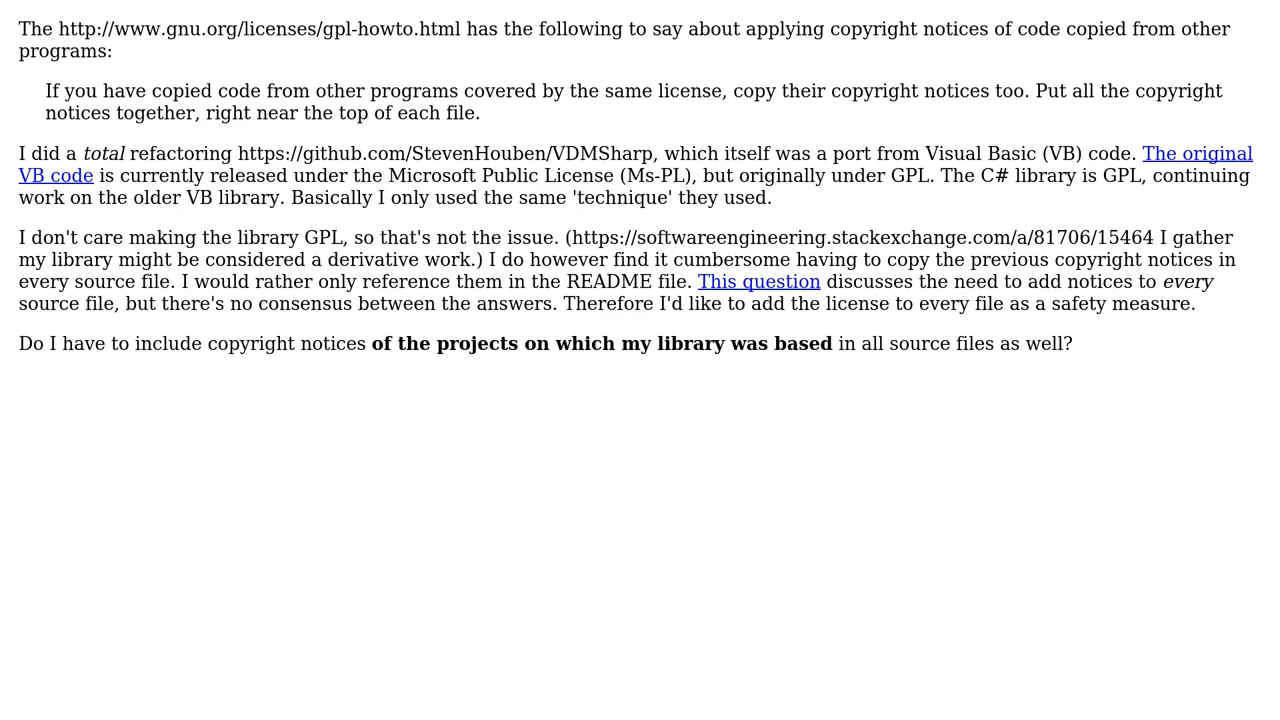 The http://www.gnu.org/licenses/gpl-howto.html has the following to say about applying copyright notices of code copied from other
programs:
If you have copied code from other programs covered by the same license, copy their copyright notices too. Put all the copyright
notices together, right near the top of each file.
I did a total refactoring https://github.com/StevenHouben/VDMSharp, which itself was a port from Visual Basic (VB) code. The original
VB code is currently released under the Microsoft Public License (Ms-PL), but originally under GPL. The C# library is GPL, continuing
work on the older VB library. Basically I only used the same 'technique' they used.
I don't care making the library GPL, so that's not the issue. (https://softwareengineering.stackexchange.com/a/81706/15464 I gather
my library might be considered a derivative work.) I do however find it cumbersome having to copy the previous copyright notices in
every source file. I would rather only reference them in the README file. This question discusses the need to add notices to every
source file, but there's no consensus between the answers. Therefore I'd like to add the license to every file as a safety measure.
Do I have to include copyright notices of the projects on which my library was based in all source files as well?